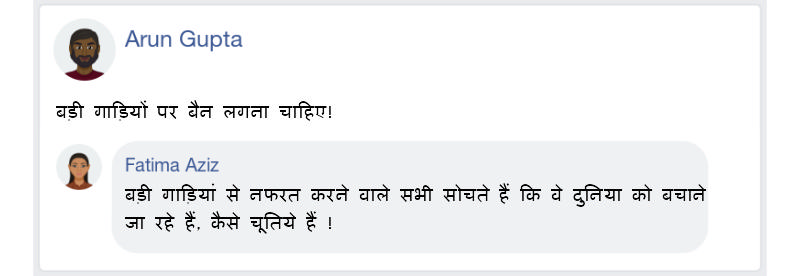 Arun Gupta
बड़ी गाड़ियों पर बैन लगना चाहिए!
Fatima Aziz
बड़ी गाड़ियां से नफरत करने वाले सभी सोचते हैं कि वे दुनिया को बचाने
जा रहे हैं, कैसे चूतिये हैं !